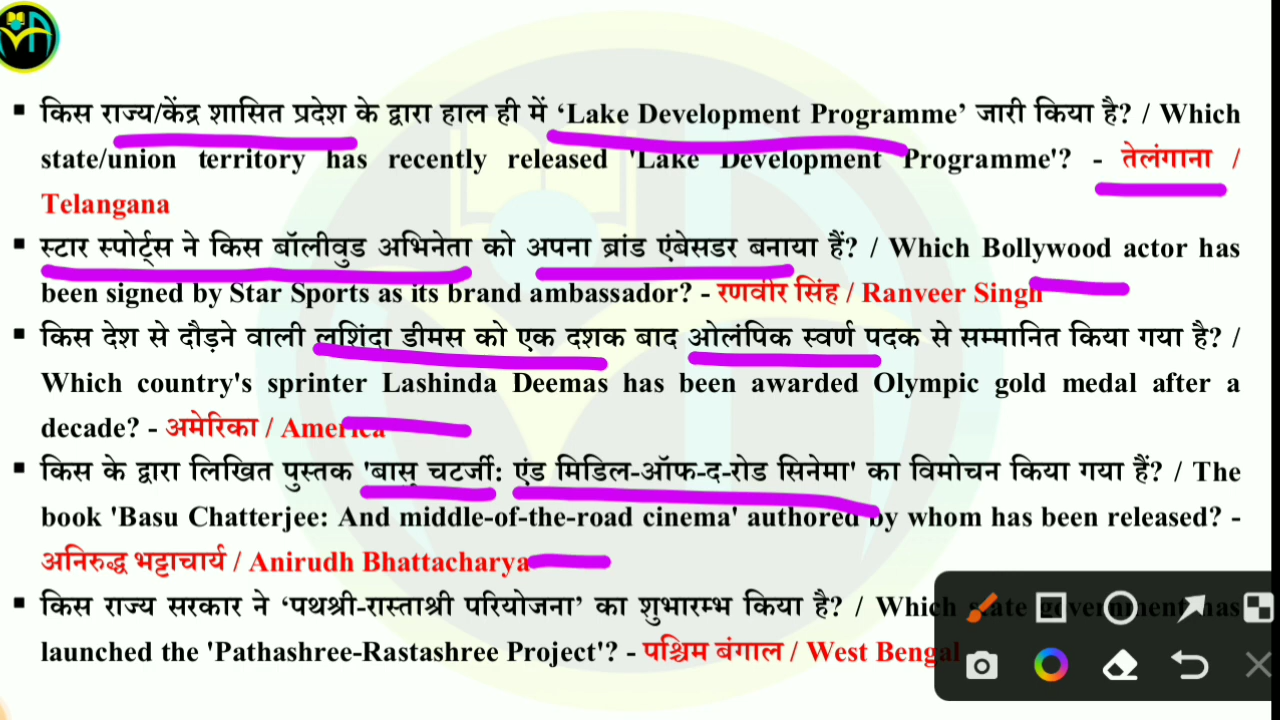 ▪ किस राज्य/केंद्र शासित प्रदेश के द्वारा हाल ही में ‘Lake Development Programme’ जारी किया है? / Which
state/union territory has recently released 'Lake Development Programme'? - तेलंगाना /
Telangana
▪ स्टार स्पोर्ट्स ने किस बॉलीवुड अभिनेता को अपना ब्रांड एंबेसडर बनाया हैं? / Which Bollywood actor has
been signed by Star Sports as its brand ambassador? - रणवीर सिंह / Ranveer Singh
▪ किस देश से दौड़ने वाली लशिंदा डीमस को एक दशक बाद ओलंपिक स्वर्ण पदक से सम्मानित किया गया है? /
Which country's sprinter Lashinda Deemas has been awarded Olympic gold medal after a
decade? - अमेरिका / America
▪ किस के द्वारा लिखित पुस्तक 'बासु चटर्जी: एंड मिडिल-ऑफ-द-रोड सिनेमा' का विमोचन किया गया हैं? / The
book 'Basu Chatterjee: And middle-of-the-road cinema' authored by whom has been released? -
अनिरुद्ध भट्टाचार्य / Anirudh Bhattacharya
▪ किस राज्य सरकार ने ‘पथश्री-रास्ताश्री परियोजना’ का शुभारम्भ किया है? / Which state government has
launched the 'Pathashree-Rastashree Project'? - पश्चिम बंगाल / West Bengal